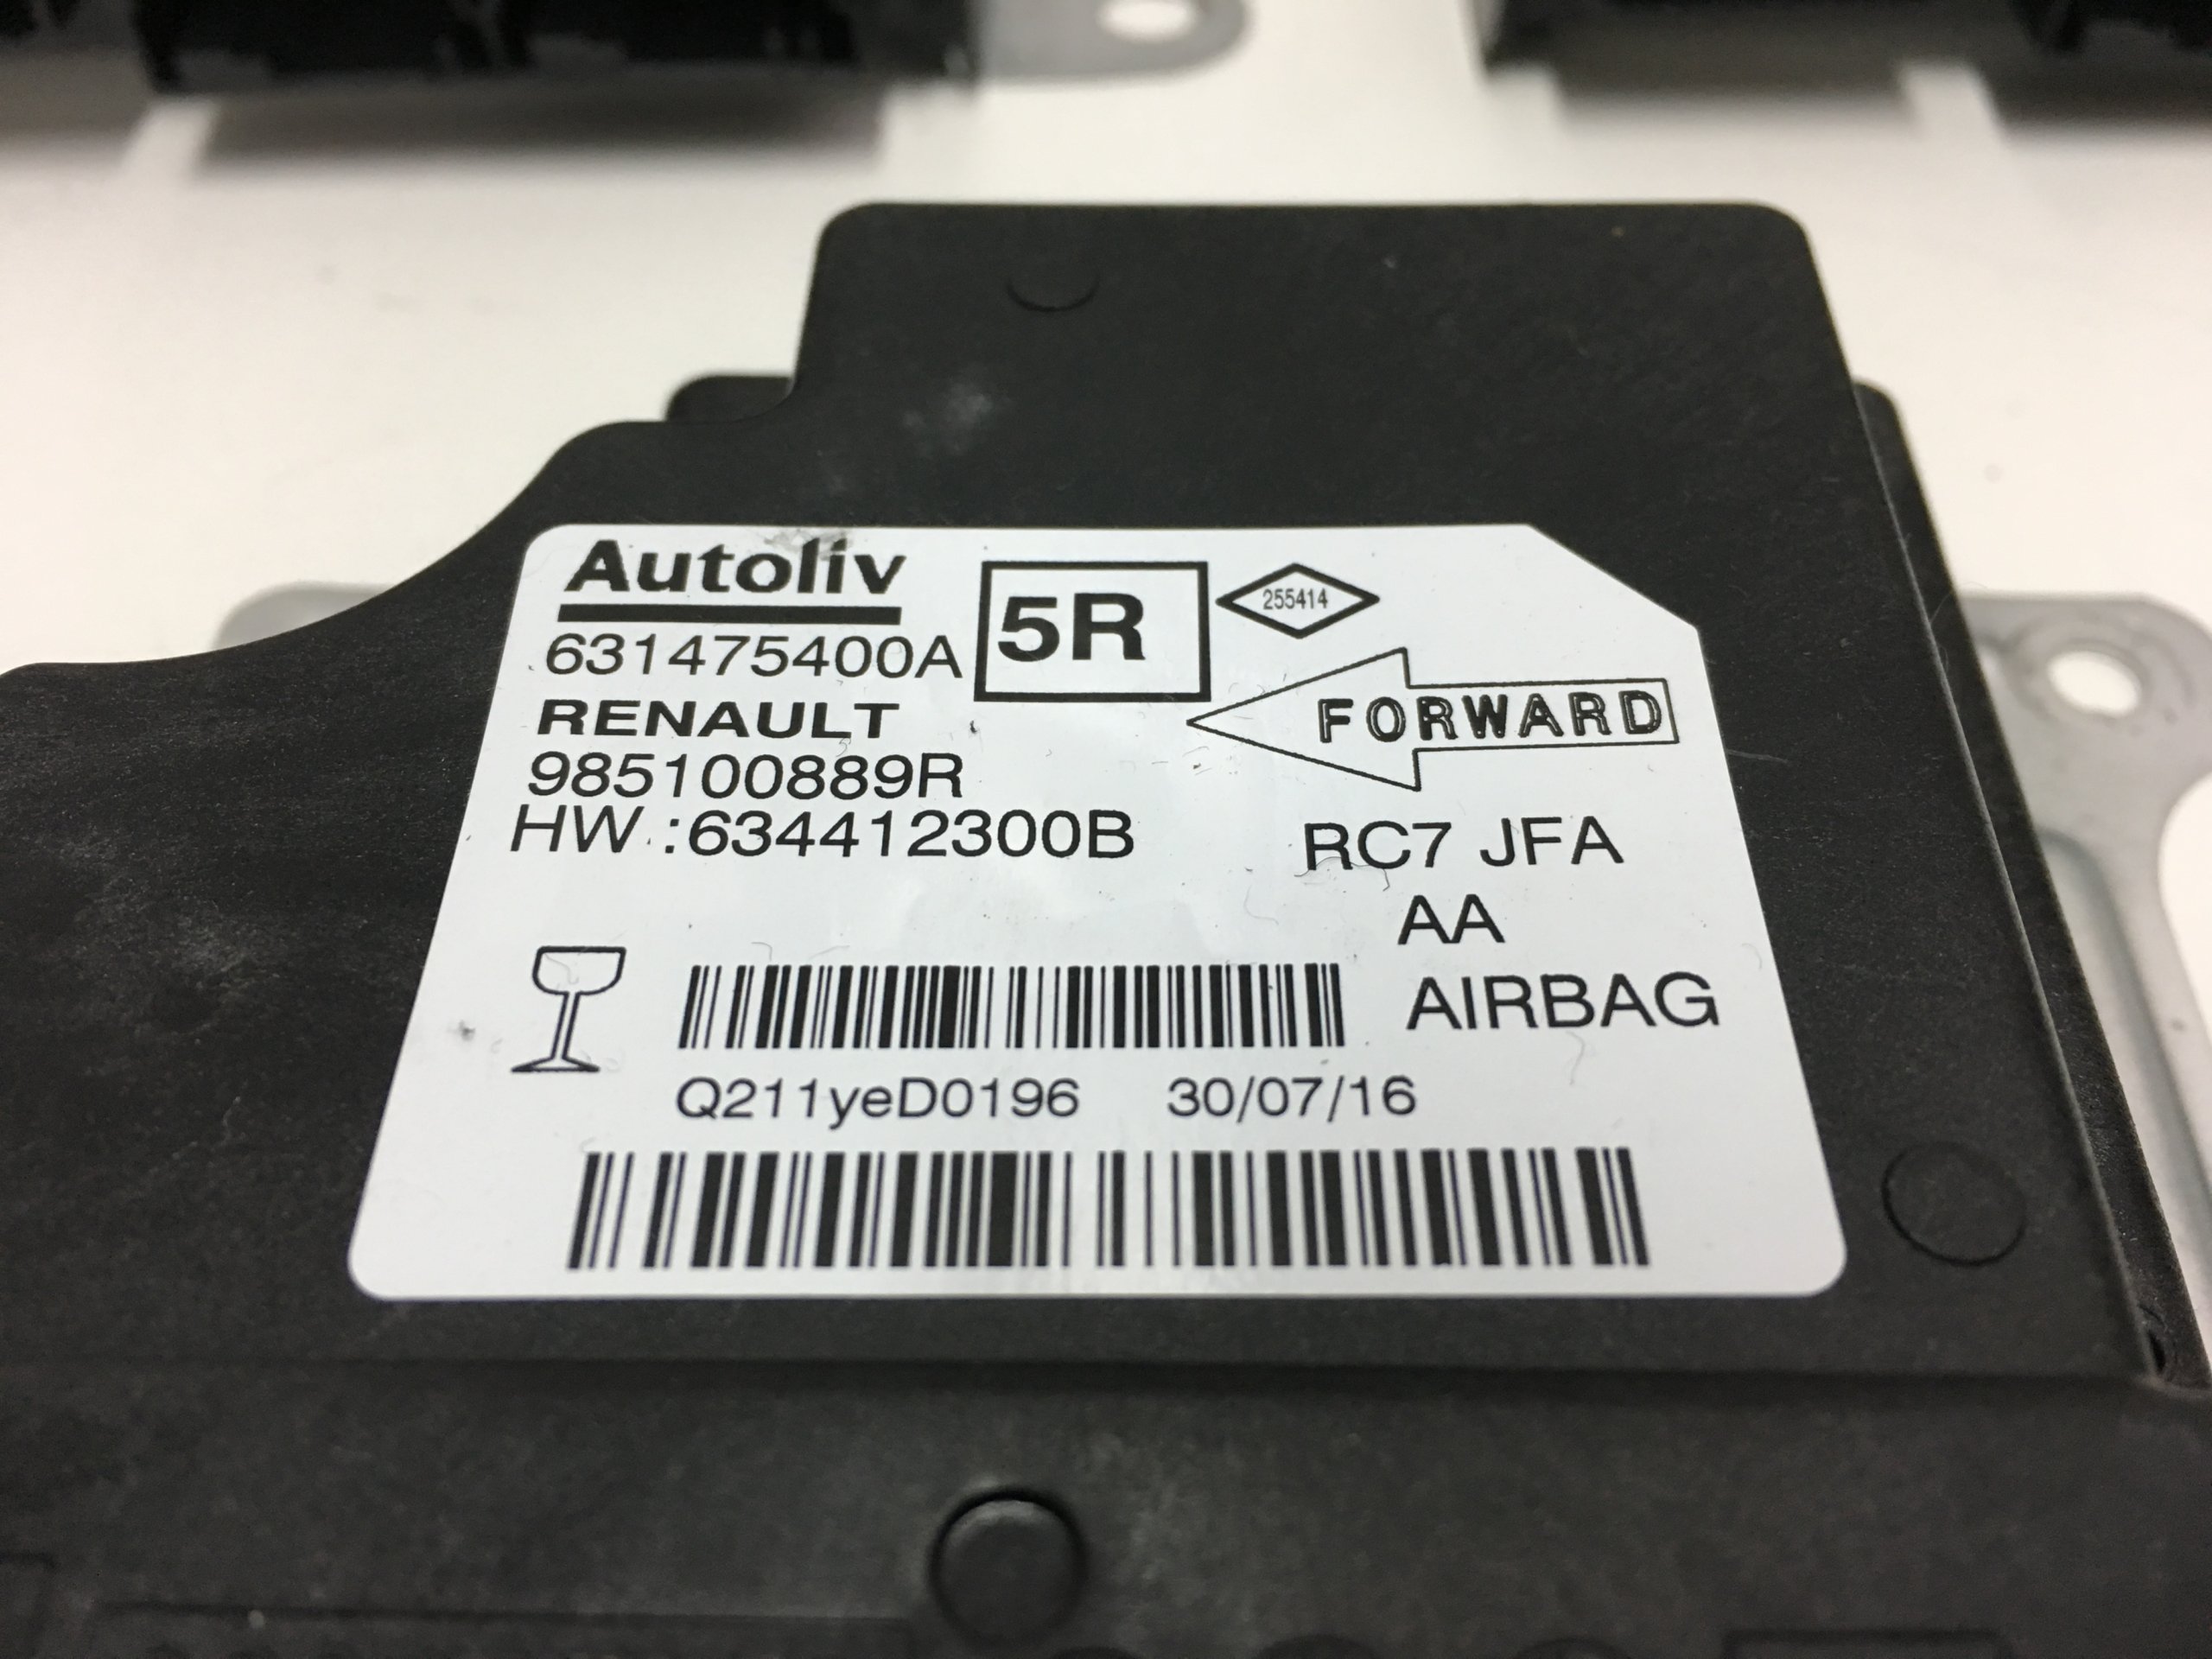 Autoliv
631475400A
5R
255414
RENAULT
FORWARD
985100889R
HW.:634412300B
RC7 JFA
AA
AIRBAG
Q211yeD0196 30/07/16